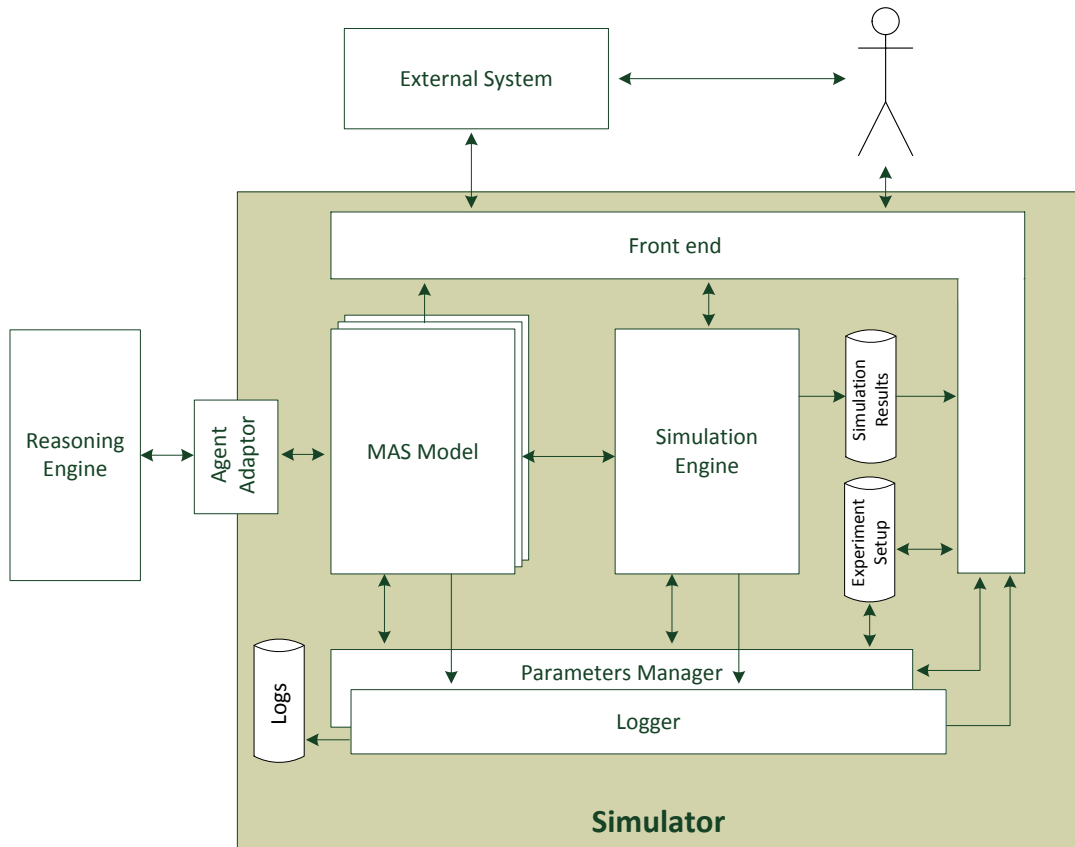 External System
Front end
Reasoning
Engine
Agent
Adaptor
MAS Model
Simulation
Engine
Simulation
Results
Experiment
Setup
Logs
Parameters Manager
Logger
Simulator